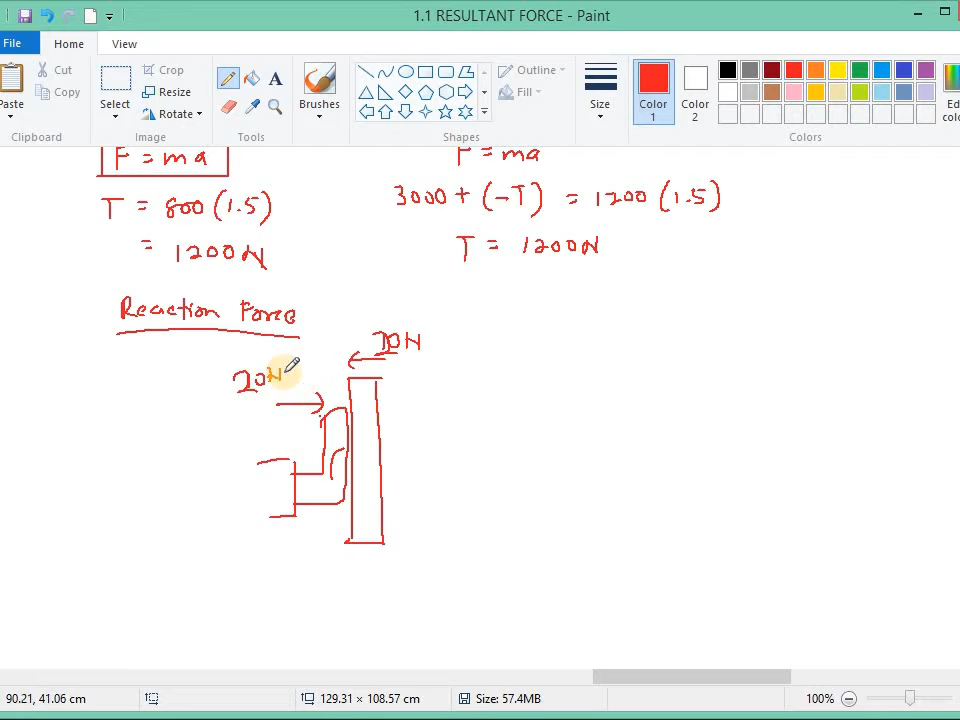 1.1 RESULTANT FORCE - Paint
File
Home
View
Paste
Cut
Copy
Clipboard
Select
Crop
Resize
Rotate
Image
A
Tools
Brushes
Shapes
Outline
Fill
Size
Color 1
Color 2
Colors
F = ma
T = 800 (1.5)
= 1200N
F = ma
3000 + (-T) = 1200 (1.5)
T = 1200N
Reaction Force
20N
20N
90.21, 41.06 cm
129.31 × 108.57 cm
Size: 57.4MB
100%